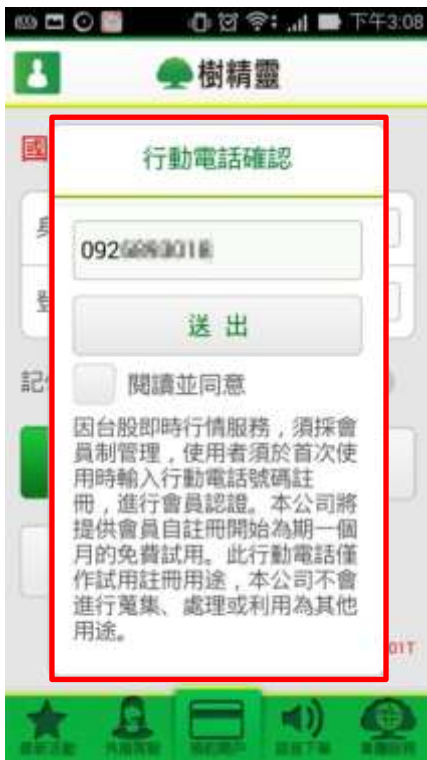 下午3:08
樹精靈
國
行動電話確認
092
送 出
記
閱讀並同意
因台股即時行情服務，須採會
員制管理，使用者須於首次使
用時輸入行動電話號碼註
冊，進行會員認證。本公司將
提供會員自註冊開始為期一個
月的免費試用。此行動電話僅
作試用註冊用途，本公司不會
進行蒐集、處理或利用為其他
用途。
01T